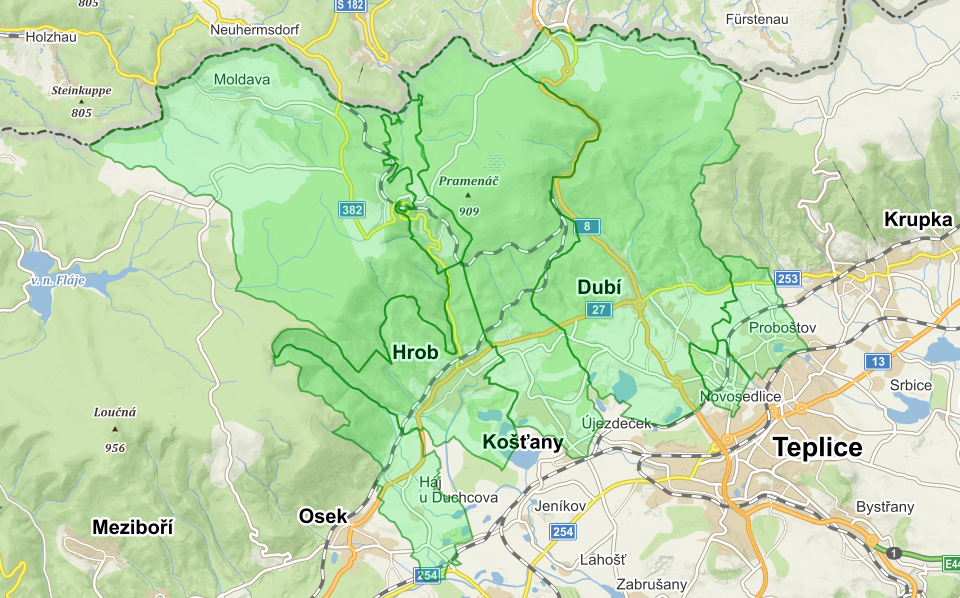 805
S 182
Fürstenau
Neuhermsdorf
Holzhau
Moldava
Steinkuppe
805
Pramenáč
909
382
8
Krupka
v. n. Fláje
253
Dubí
27
Proboštov
Hrob
13
Srbice
Novosedlice
Loučná
956
Újezdeček
Košťany
Teplice
Háj
u Duchcova
Jeníkov
Bystřany
Osek
Meziboří
254
1
Lahošť
E44
254
Zabrušany